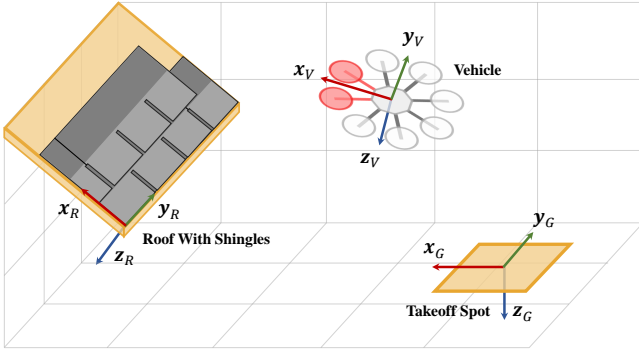 y_V
x_V
Vehicle
z_V
x_R
y_R
Roof With Shingles
z_R
y_G
x_G
Takeoff Spot
z_G